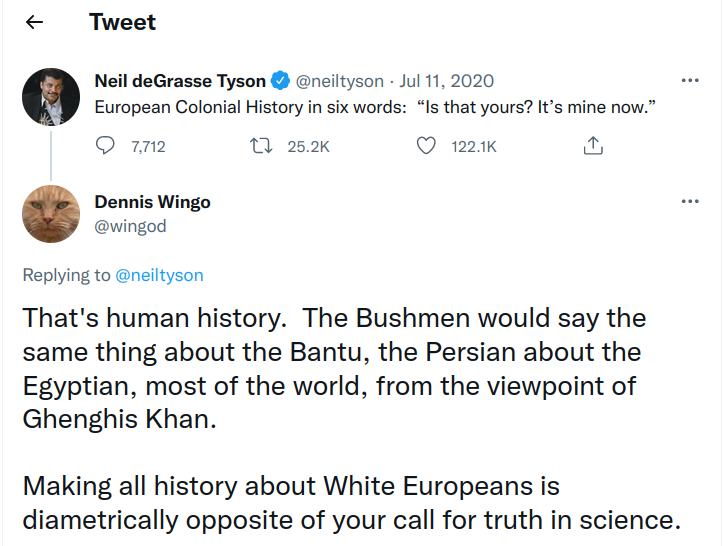 Tweet
Neil deGrasse Tyson @neiltyson · Jul 11, 2020
European Colonial History in six words:  “Is that yours? It’s mine now.”
7,712 25.2K 122.1K
Dennis Wingo
@wingod
Replying to @neiltyson
That's human history.  The Bushmen would say the
same thing about the Bantu, the Persian about the
Egyptian, most of the world, from the viewpoint of
Ghenghis Khan.
Making all history about White Europeans is
diametrically opposite of your call for truth in science.